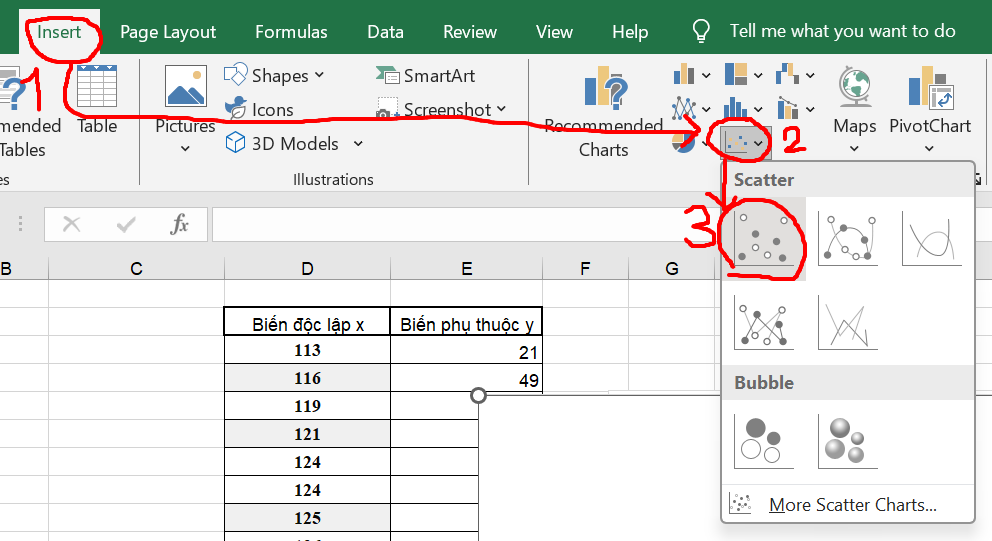 Insert Page Layout Formulas Data Review View Help Tell me what you want to do
1
mended
Tables
Table
Pictures
Shapes
Icons
3D Models
SmartArt
Screenshot
Recommended
Charts
2
Maps
PivotChart
es
Illustrations
Scatter
3
fx
B C D E F G
Biến độc lập x Biến phụ thuộc y
113 21
116 49
119
121
124
124
125
Bubble
More Scatter Charts...